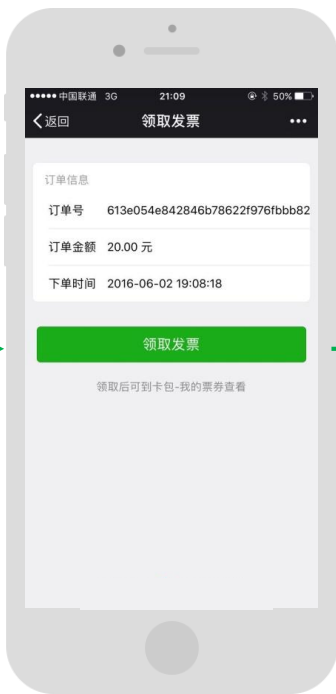 中国联通 3G 21:09 50%
返回 领取发票
订单信息
订单号 613e054e842846b78622f976fbbb82
订单金额 20.00 元
下单时间 2016-06-02 19:08:18
领取发票
领取后可到卡包-我的票券查看